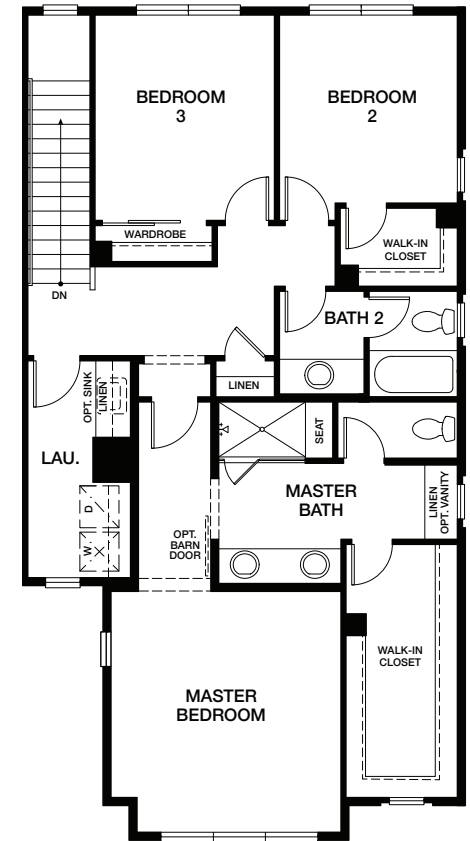 BEDROOM
3
BEDROOM
2
WARDROBE
WALK-IN
CLOSET
DN
BATH 2
LINEN
OPT. SINK
LINEN
SEAT
LAU.
MASTER
BATH
LINEN
OPT. VANITY
D
OPT.
BARN
DOOR
W
WALK-IN
CLOSET
MASTER
BEDROOM